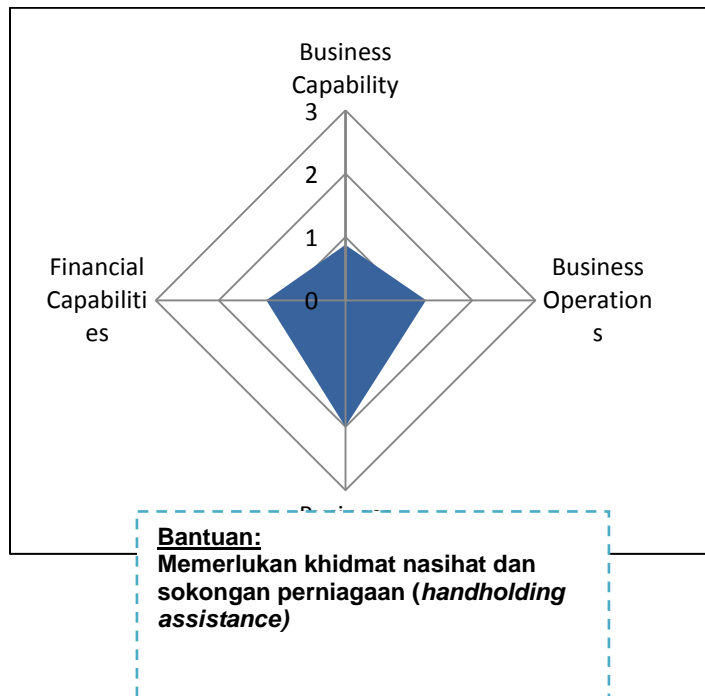 Business
Capability
3
2
1
0
Financial
Capabiliti
es
Business
Operation
s
Bantuan:
Memerlukan khidmat nasihat dan
sokongan perniagaan (handholding
assistance)